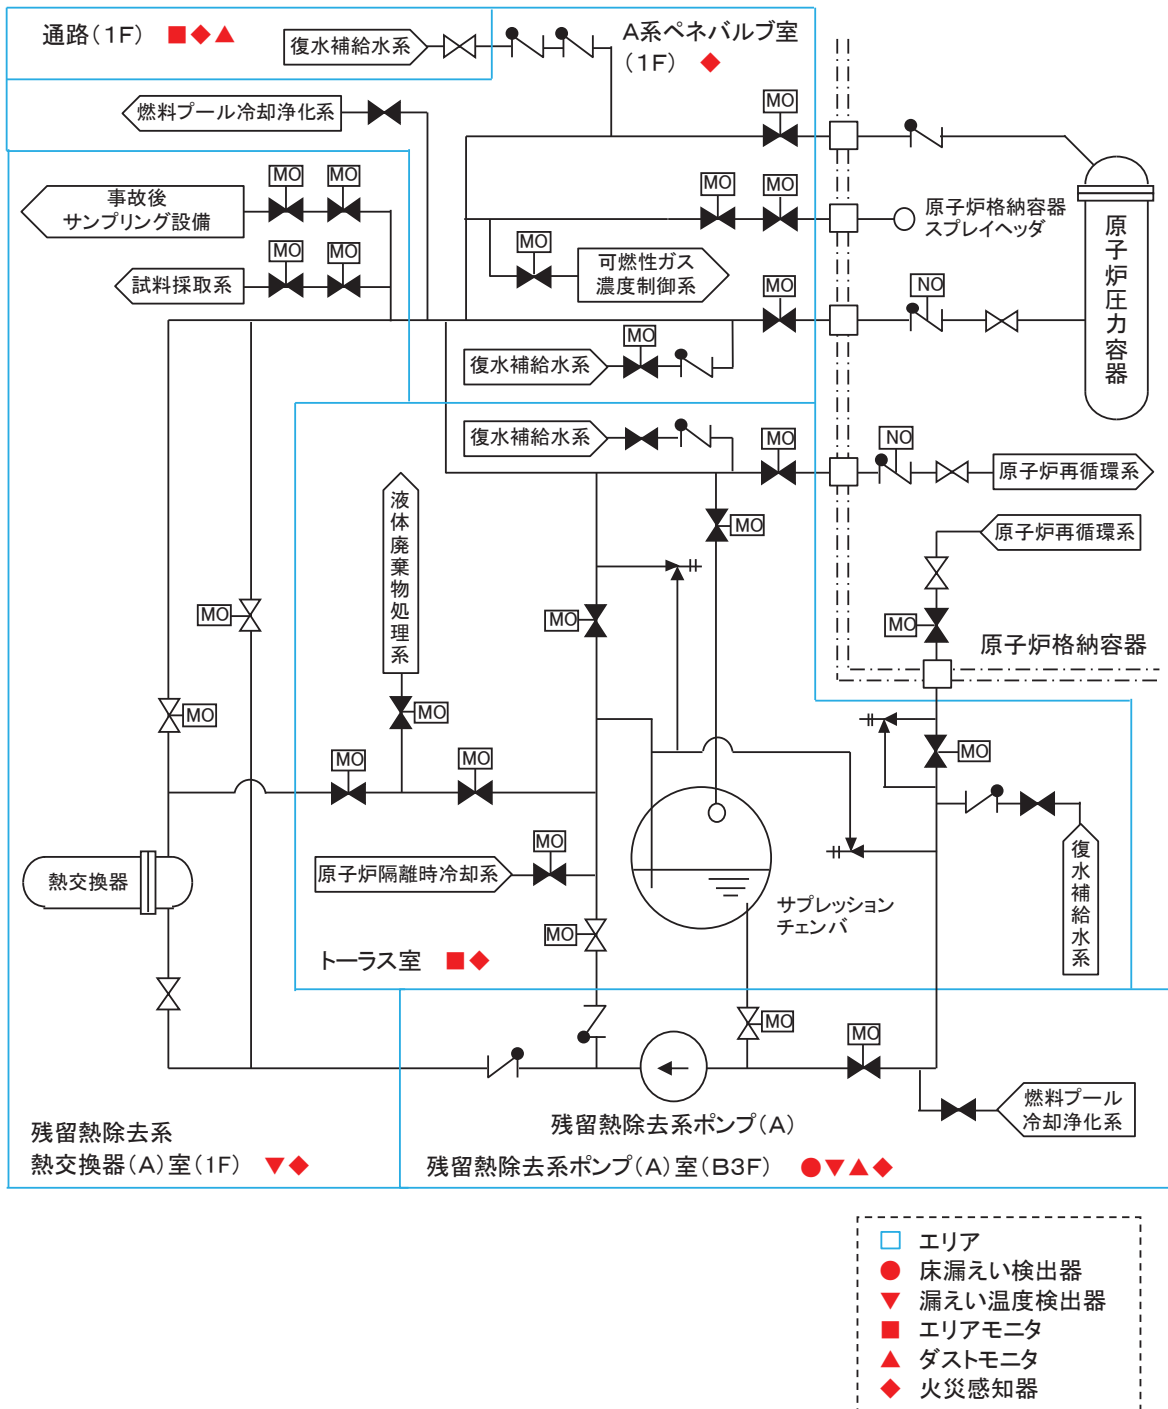 通路(1F)
復水補給水系
A系ペネバルブ室
(1F)
燃料プール冷却浄化系
MO
MO
MO
事故後
サンプリング設備
MO
MO
原子炉格納容器
スプレイヘッダ
原子炉圧力容器
MO
MO
試料採取系
MO
可燃性ガス
濃度制御系
MO
NO
MO
復水補給水系
復水補給水系
MO
NO
原子炉再循環系
液体廃棄物処理系
MO
原子炉再循環系
MO
MO
MO
原子炉格納容器
MO
MO
MO
MO
MO
熱交換器
MO
原子炉隔離時冷却系
復水補給水系
サプレッション
チェンバ
MO
トーラス室
MO
MO
燃料プール
冷却浄化系
残留熱除去系ポンプ(A)
残留熱除去系
熱交換器(A)室(1F)
残留熱除去系ポンプ(A)室(B3F)
エリア
床漏えい検出器
漏えい温度検出器
エリアモニタ
ダストモニタ
火災感知器